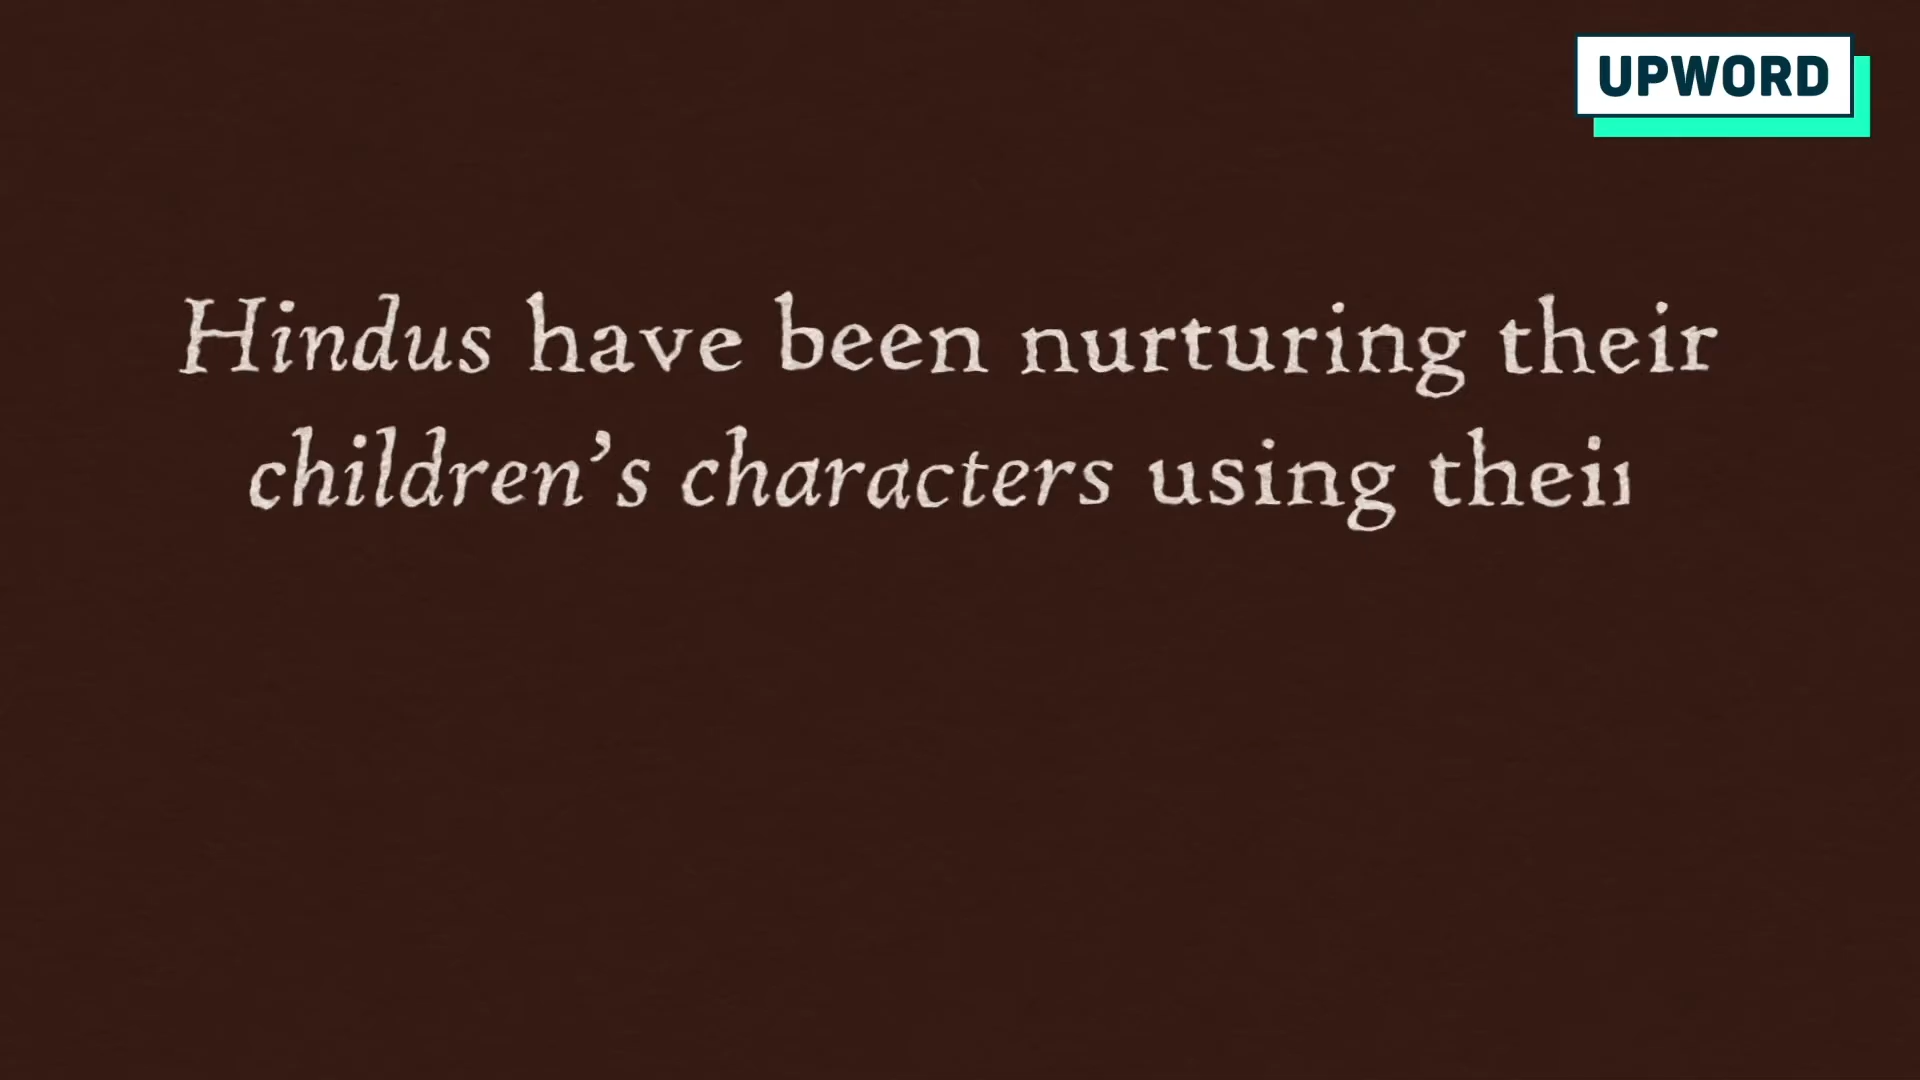 UPWORD
Hindus have been nurturing their
children’s characters using their